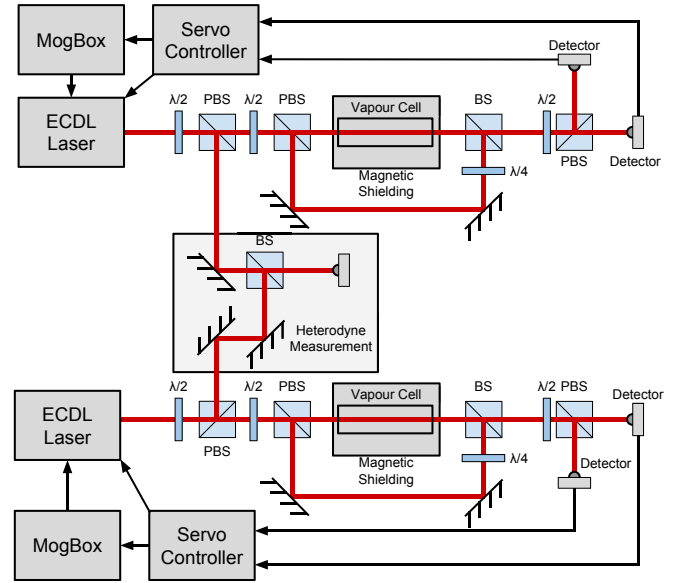 MogBox
Servo
Controller
Detector
ECDL
Laser
λ/2
PBS
λ/2
PBS
Vapour Cell
BS
λ/2
PBS
Detector
λ/4
Magnetic
Shielding
BS
Heterodyne
Measurement
ECDL
Laser
λ/2
PBS
λ/2
PBS
Vapour Cell
BS
λ/2
PBS
Detector
λ/4
Magnetic
Shielding
Detector
MogBox
Servo
Controller